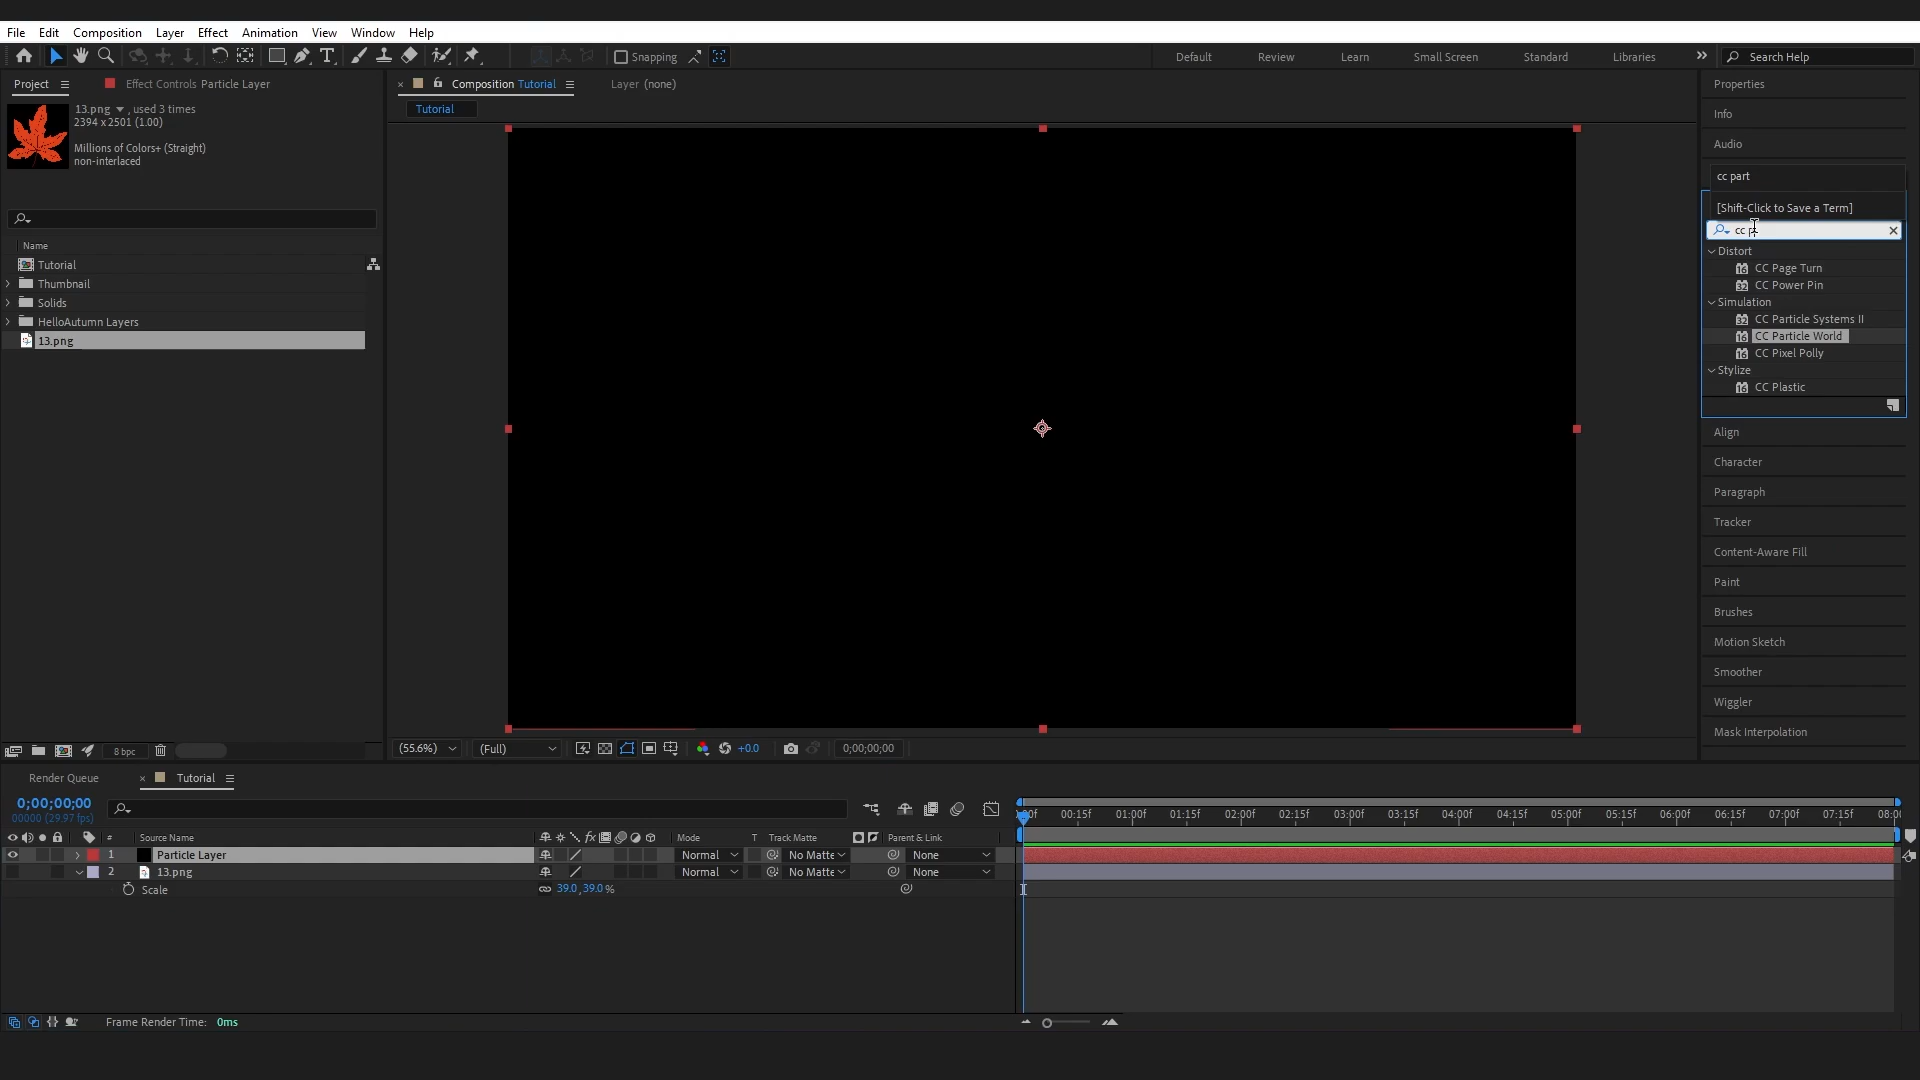 File Edit Composition Layer Effect Animation View Window Help
Snapping
Default Review Learn Small Screen Standard Libraries
Search Help
Project
Effect Controls Particle Layer
13.png , used 3 times
2394 x 2501 (1.00)
Millions of Colors+ (Straight)
non-interlaced
Name
Tutorial
Thumbnail
Solids
HelloAutumn Layers
13.png
8 bpc
Composition Tutorial
Layer (none)
Tutorial
(55.6%)
(Full)
+0.0
0;00;00;00
Properties
Info
Audio
cc part
[Shift-Click to Save a Term]
cc p
Distort
16 CC Page Turn
32 CC Power Pin
Simulation
32 CC Particle Systems II
16 CC Particle World
16 CC Pixel Polly
Stylize
16 CC Plastic
Align
Character
Paragraph
Tracker
Content-Aware Fill
Paint
Brushes
Motion Sketch
Smoother
Wiggler
Mask Interpolation
Render Queue
Tutorial
0;00;00;00
00000 (29.97 fps)
# Source Name fx Mode T Track Matte Parent & Link
1 Particle Layer Normal No Matte None
2 13.png Normal No Matte None
Scale 39.0,39.0 %
00f 00:15f 01:00f 01:15f 02:00f 02:15f 03:00f 03:15f 04:00f 04:15f 05:00f 05:15f 06:00f 06:15f 07:00f 07:15f 08:00
Frame Render Time: 0ms